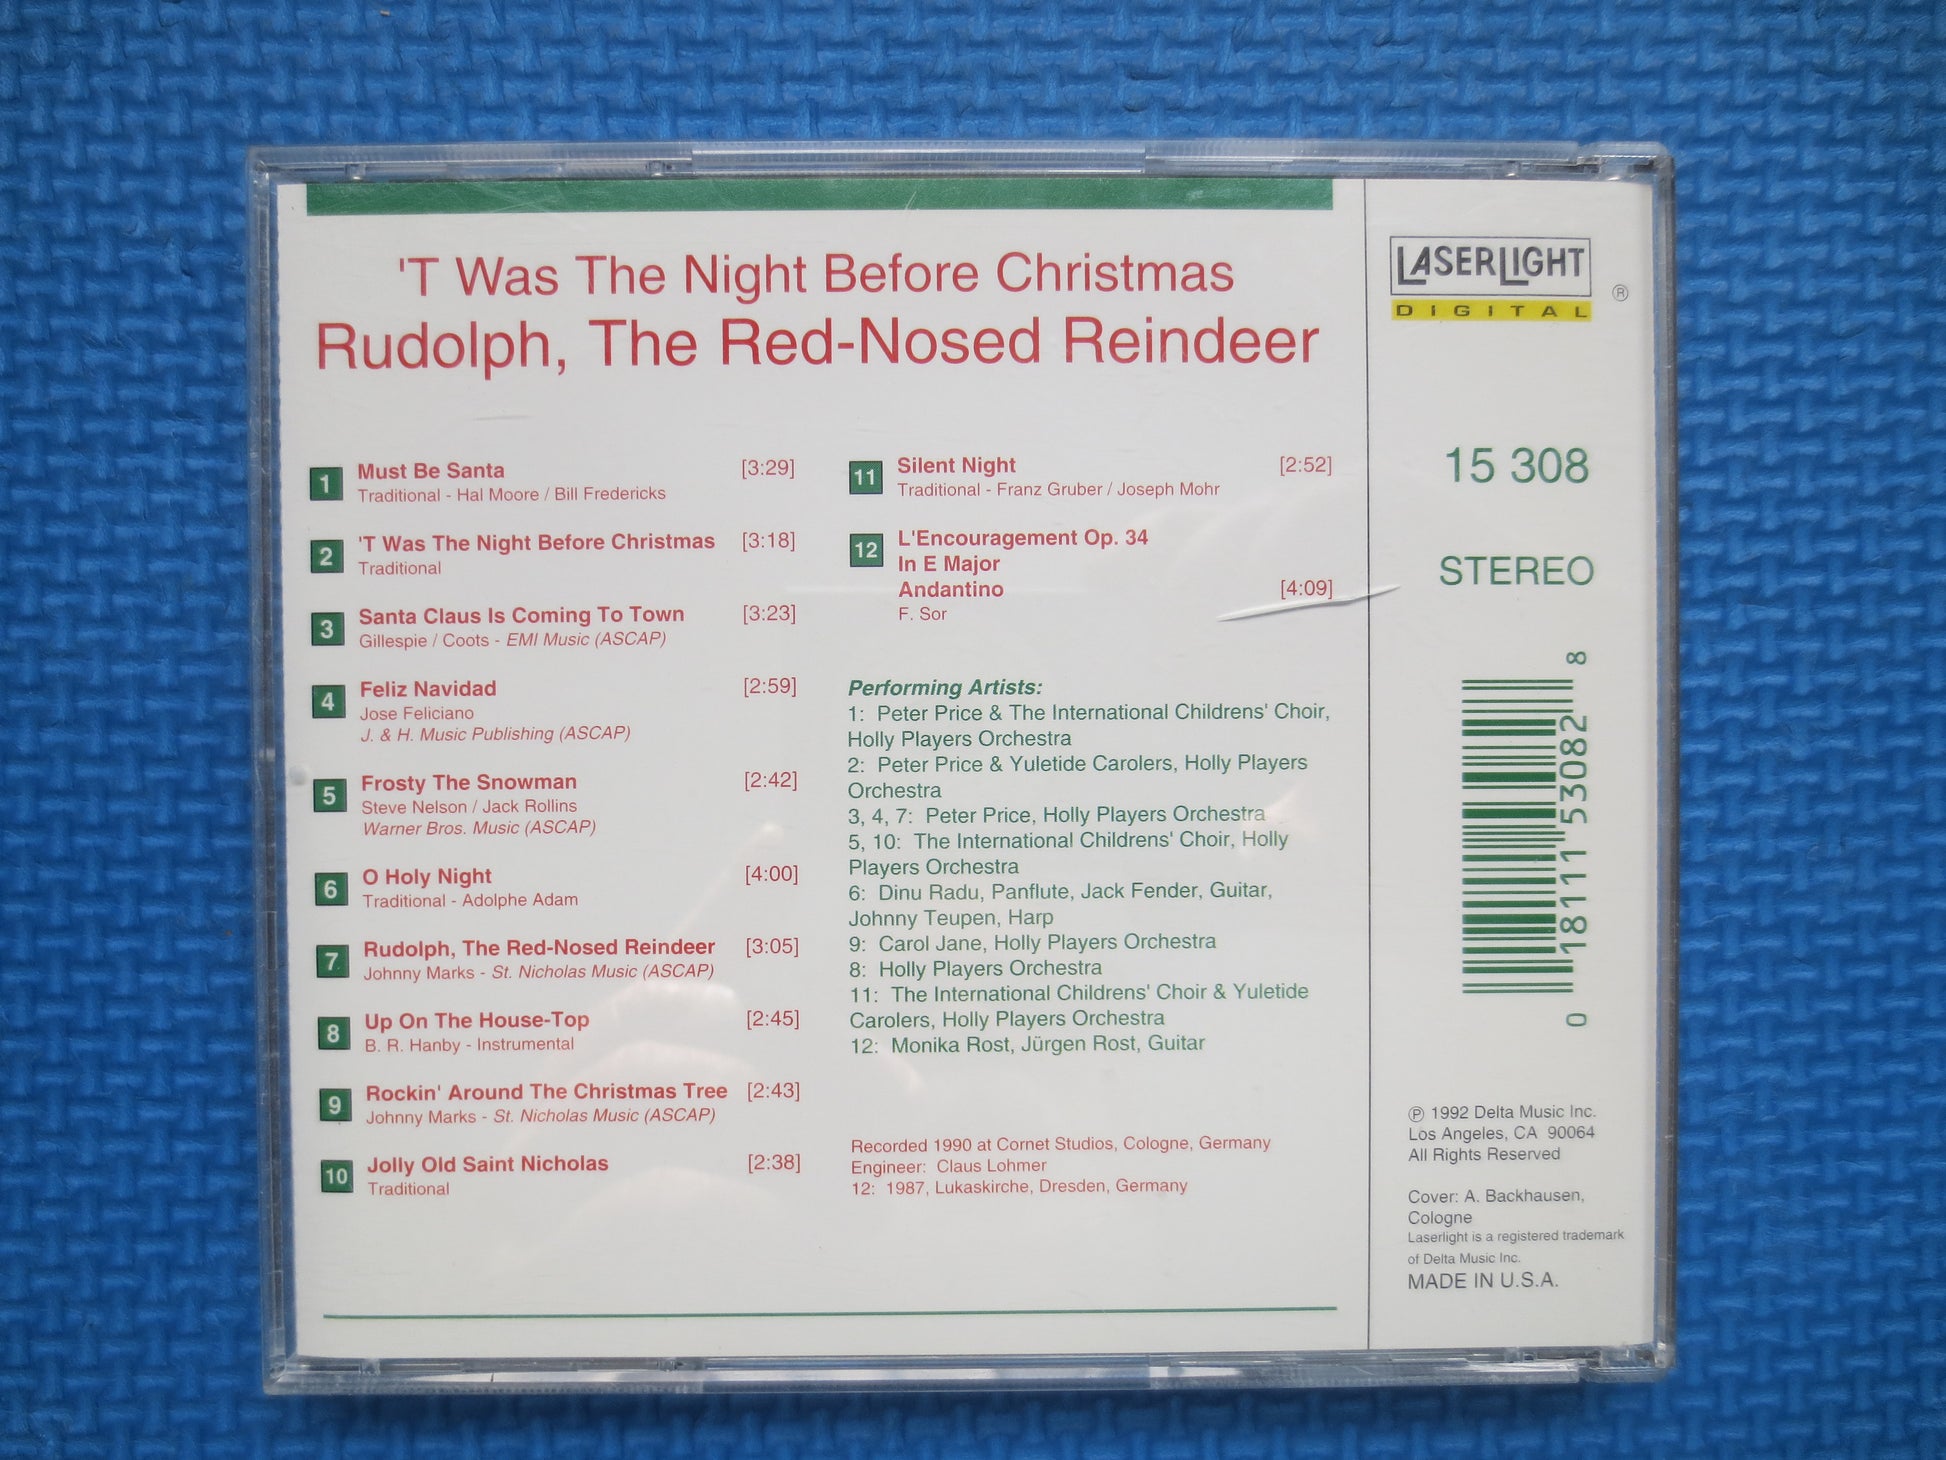 'T Was The Night Before Christmas
Rudolph, The Red-Nosed Reindeer
1 Must Be Santa [3:29]
Traditional - Hal Moore / Bill Fredericks
2 'T Was The Night Before Christmas [3:18]
Traditional
3 Santa Claus Is Coming To Town [3:23]
Gillespie / Coots - EMI Music (ASCAP)
4 Feliz Navidad [2:59]
Jose Feliciano
J. & H. Music Publishing (ASCAP)
5 Frosty The Snowman [2:42]
Steve Nelson / Jack Rollins
Warner Bros. Music (ASCAP)
6 O Holy Night [4:00]
Traditional - Adolphe Adam
7 Rudolph, The Red-Nosed Reindeer [3:05]
Johnny Marks - St. Nicholas Music (ASCAP)
8 Up On The House-Top [2:45]
B. R. Hanby - Instrumental
9 Rockin' Around The Christmas Tree [2:43]
Johnny Marks - St. Nicholas Music (ASCAP)
10 Jolly Old Saint Nicholas [2:38]
Traditional
11 Silent Night [2:52]
Traditional - Franz Gruber / Joseph Mohr
12 L'Encouragement Op. 34
In E Major
Andantino [4:09]
F. Sor
Performing Artists:
1: Peter Price & The International Childrens' Choir,
Holly Players Orchestra
2: Peter Price & Yuletide Carolers, Holly Players
Orchestra
3, 4, 7: Peter Price, Holly Players Orchestra
5, 10: The International Childrens' Choir, Holly
Players Orchestra
6: Dinu Radu, Panflute, Jack Fender, Guitar,
Johnny Teupen, Harp
9: Carol Jane, Holly Players Orchestra
8: Holly Players Orchestra
11: The International Childrens' Choir & Yuletide
Carolers, Holly Players Orchestra
12: Monika Rost, Jürgen Rost, Guitar
Recorded 1990 at Cornet Studios, Cologne, Germany
Engineer: Claus Lohmer
12: 1987, Lukaskirche, Dresden, Germany
LASERLIGHT ®
DIGITAL
15 308
STEREO
0 18111 53082 8
℗ 1992 Delta Music Inc.
Los Angeles, CA 90064
All Rights Reserved
Cover: A. Backhausen,
Cologne
Laserlight is a registered trademark
of Delta Music Inc.
MADE IN U.S.A.